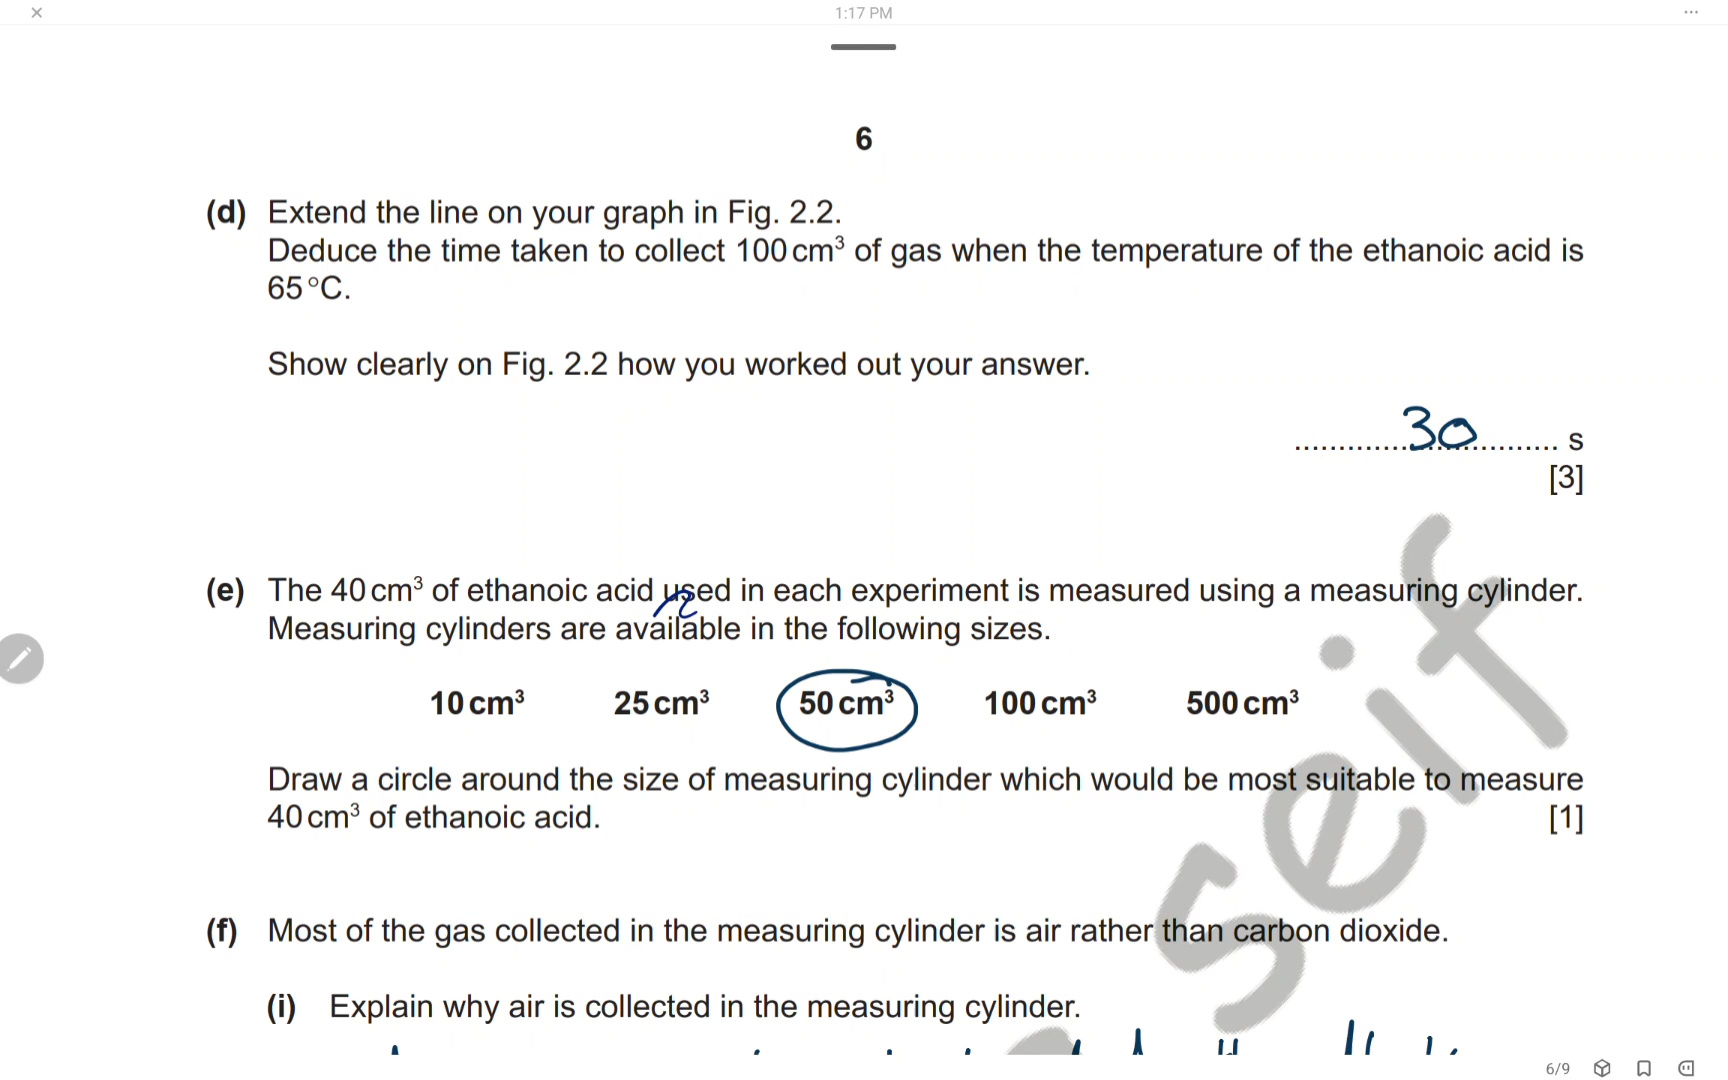 1:17 PM
6
(d) Extend the line on your graph in Fig. 2.2.
Deduce the time taken to collect 100 cm³ of gas when the temperature of the ethanoic acid is
65 °C.
Show clearly on Fig. 2.2 how you worked out your answer.
30 s
[3]
(e) The 40 cm³ of ethanoic acid used in each experiment is measured using a measuring cylinder.
Measuring cylinders are available in the following sizes.
10 cm³ 25 cm³ 50 cm³ 100 cm³ 500 cm³
Draw a circle around the size of measuring cylinder which would be most suitable to measure
40 cm³ of ethanoic acid. [1]
(f) Most of the gas collected in the measuring cylinder is air rather than carbon dioxide.
(i) Explain why air is collected in the measuring cylinder.
seif
6/9